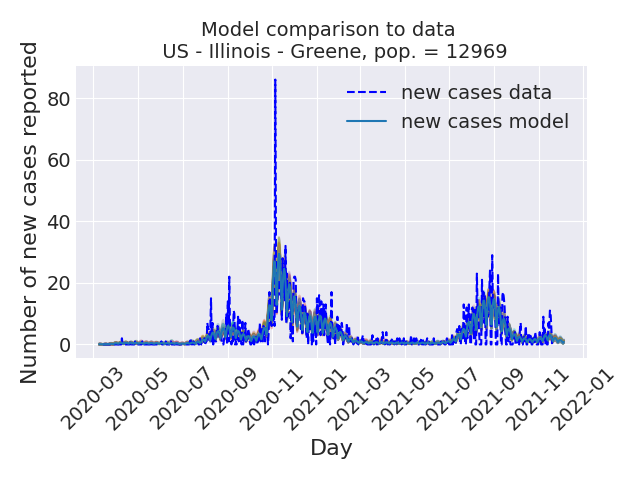 Model comparison to data
US - Illinois - Greene, pop. = 12969
Number of new cases reported
80
60
40
20
0
new cases data
new cases model
2020-03
2020-05
2020-07
2020-09
2020-11
2021-01
2021-03
2021-05
2021-07
2021-09
2021-11
2022-01
Day